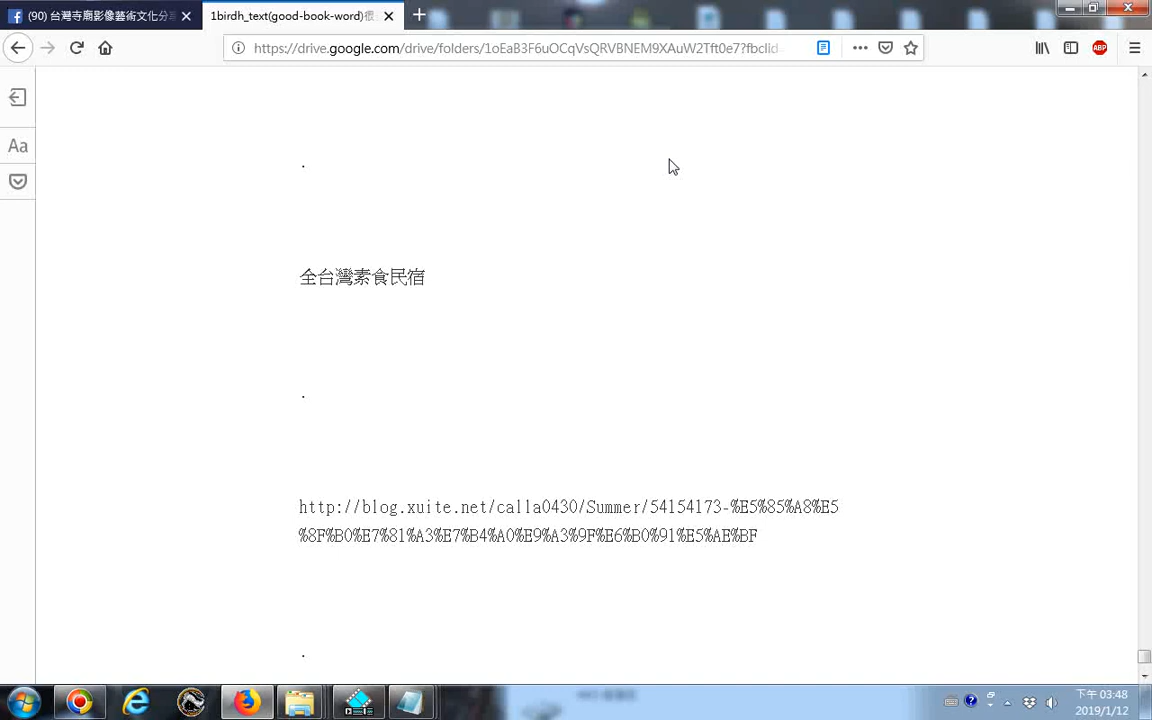 (90) 台灣寺廟影像藝術文化分享
1birdh_text(good-book-word)很
https://drive.google.com/drive/folders/1oEaB3F6uOCqVsQRVBNEM9XAuW2Tft0e7?fbclid
ABP
Aa
.
全台灣素食民宿
.
http://blog.xuite.net/calla0430/Summer/54154173-%E5%85%A8%E5
%8F%B0%E7%81%A3%E7%B4%A0%E9%A3%9F%E6%B0%91%E5%AE%BF
.
下午 03:48
2019/1/12